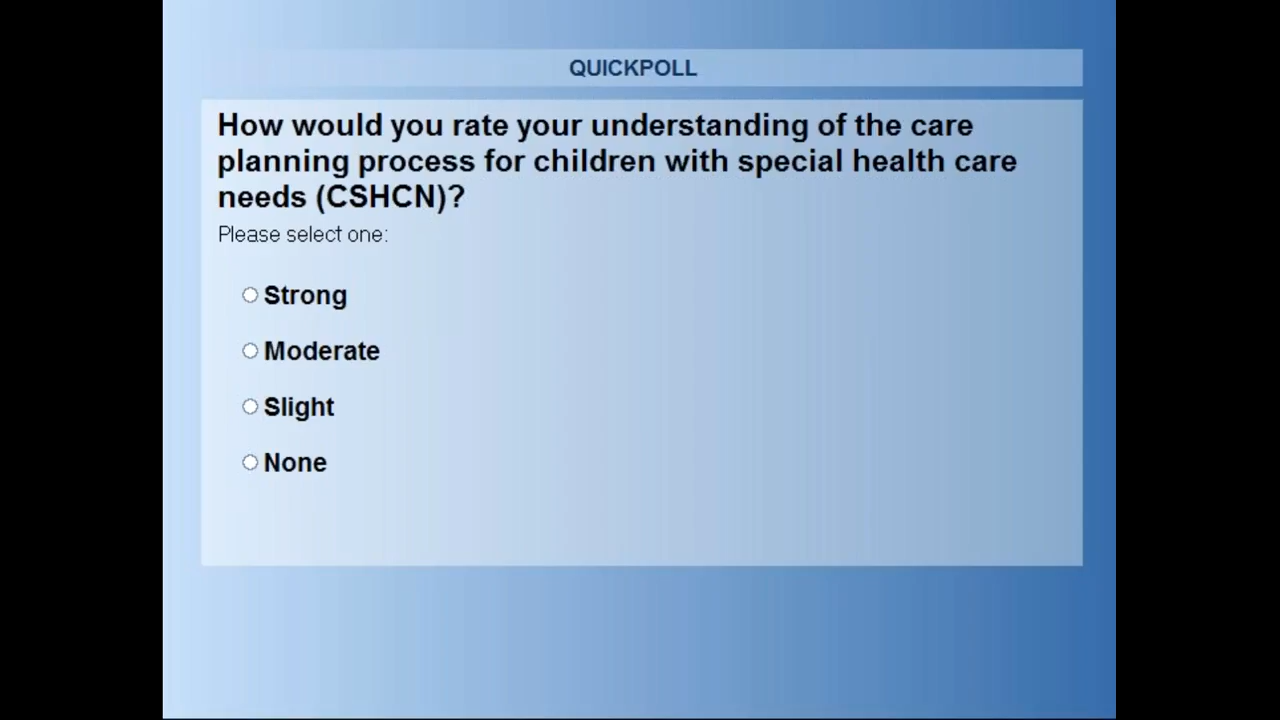 QUICKPOLL
How would you rate your understanding of the care
planning process for children with special health care
needs (CSHCN)?
Please select one:
Strong
Moderate
Slight
None